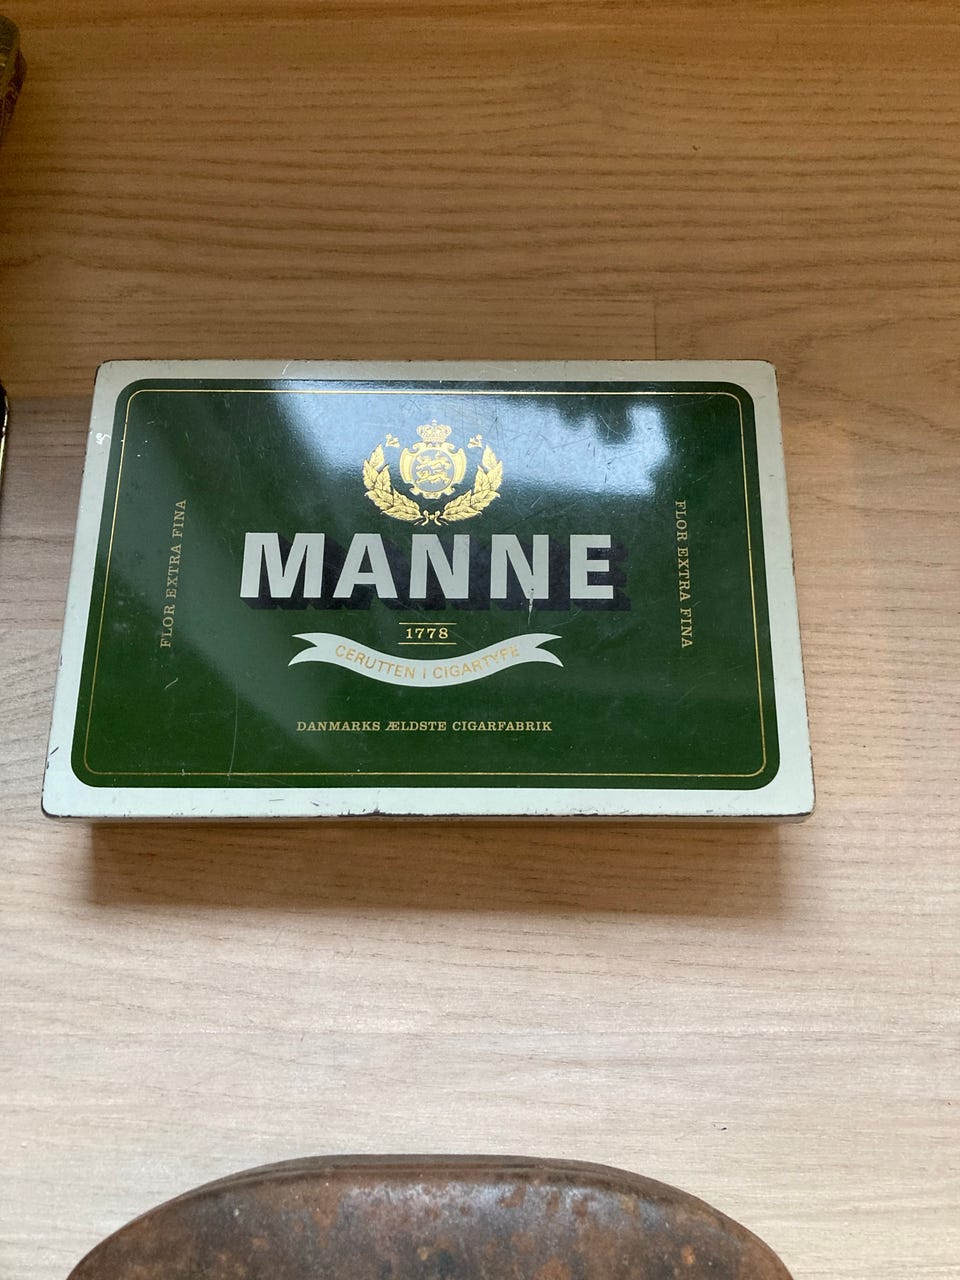 MANNE
1778
CERUTTEN I CIGARTYPE
DANMARKS ÆLDSTE CIGARFABRIK
FLOR EXTRA FINA
FLOR EXTRA FINA